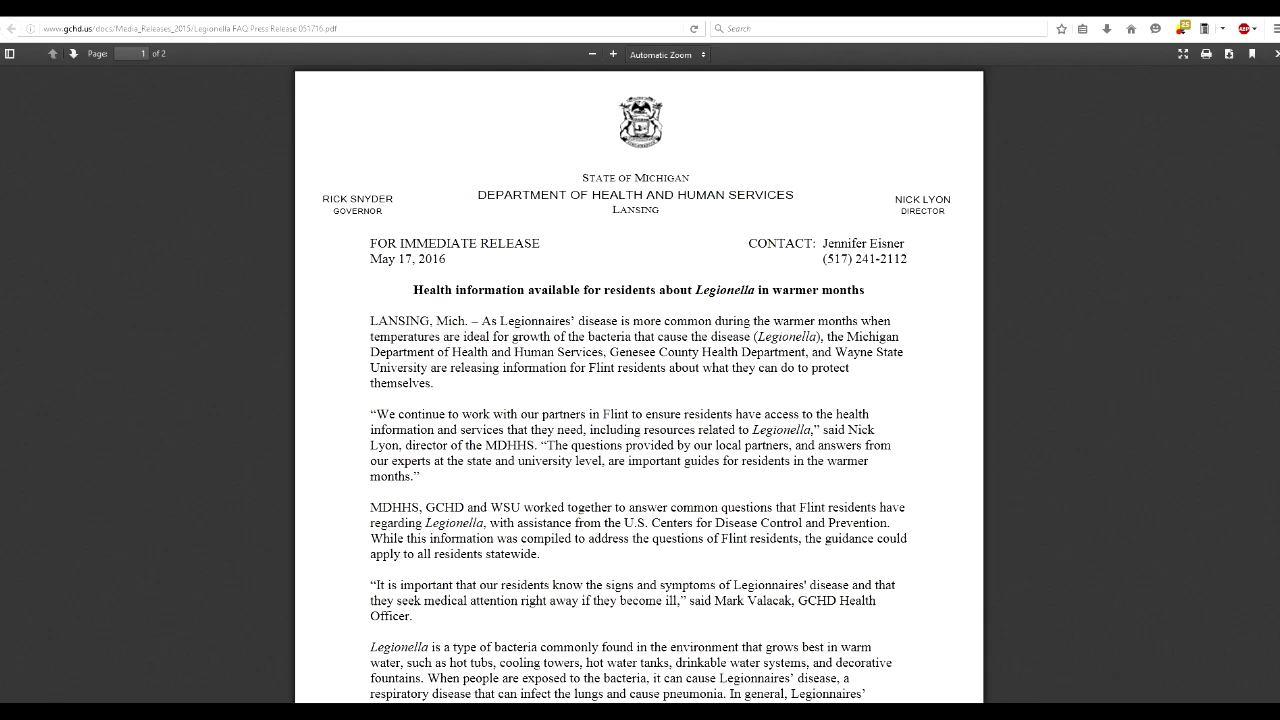 www.gchd.us/docs/Media_Releases_2015/Legionella FAQ Press Release 051716.pdf
Search
25
ABP
Page: 1 of 2
Automatic Zoom
STATE OF MICHIGAN
RICK SNYDER
GOVERNOR
DEPARTMENT OF HEALTH AND HUMAN SERVICES
LANSING
NICK LYON
DIRECTOR
FOR IMMEDIATE RELEASE
May 17, 2016
CONTACT: Jennifer Eisner
(517) 241-2112
Health information available for residents about Legionella in warmer months
LANSING, Mich. – As Legionnaires’ disease is more common during the warmer months when
temperatures are ideal for growth of the bacteria that cause the disease (Legionella), the Michigan
Department of Health and Human Services, Genesee County Health Department, and Wayne State
University are releasing information for Flint residents about what they can do to protect
themselves.
“We continue to work with our partners in Flint to ensure residents have access to the health
information and services that they need, including resources related to Legionella,” said Nick
Lyon, director of the MDHHS. “The questions provided by our local partners, and answers from
our experts at the state and university level, are important guides for residents in the warmer
months.”
MDHHS, GCHD and WSU worked together to answer common questions that Flint residents have
regarding Legionella, with assistance from the U.S. Centers for Disease Control and Prevention.
While this information was compiled to address the questions of Flint residents, the guidance could
apply to all residents statewide.
“It is important that our residents know the signs and symptoms of Legionnaires' disease and that
they seek medical attention right away if they become ill,” said Mark Valacak, GCHD Health
Officer.
Legionella is a type of bacteria commonly found in the environment that grows best in warm
water, such as hot tubs, cooling towers, hot water tanks, drinkable water systems, and decorative
fountains. When people are exposed to the bacteria, it can cause Legionnaires’ disease, a
respiratory disease that can infect the lungs and cause pneumonia. In general, Legionnaires’